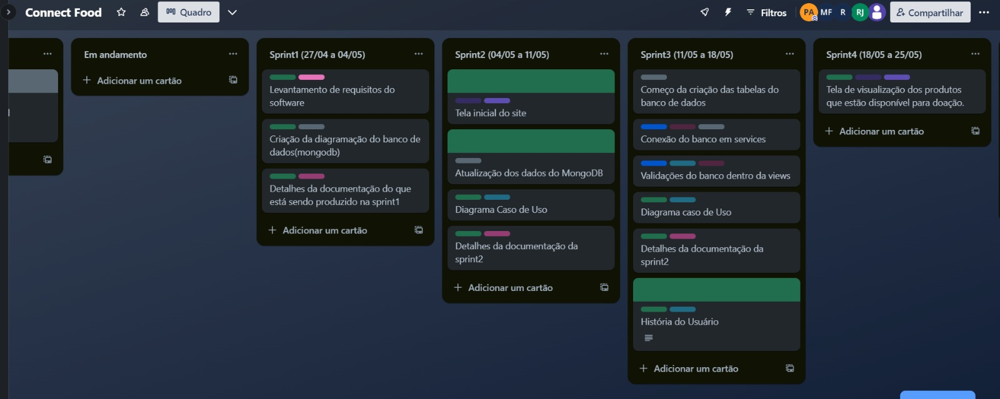 Connect Food
Quadro
Filtros
PA
MF
R
RJ
Compartilhar
Em andamento
Adicionar um cartão
Sprint1 (27/04 a 04/05)
Levantamento de requisitos do
software
Criação da diagramação do banco de
dados(mongodb)
Detalhes da documentação do que
está sendo produzido na sprint1
Adicionar um cartão
Sprint2 (04/05 a 11/05)
Tela inicial do site
Atualização dos dados do MongoDB
Diagrama Caso de Uso
Detalhes da documentação da
sprint2
Adicionar um cartão
Sprint3 (11/05 a 18/05)
Começo da criação das tabelas do
banco de dados
Conexão do banco em services
Validações do banco dentro da views
Diagrama caso de Uso
Detalhes da documentação da
sprint2
História do Usuário
Adicionar um cartão
Sprint4 (18/05 a 25/05)
Tela de visualização dos produtos
que estão disponível para doação.
Adicionar um cartão